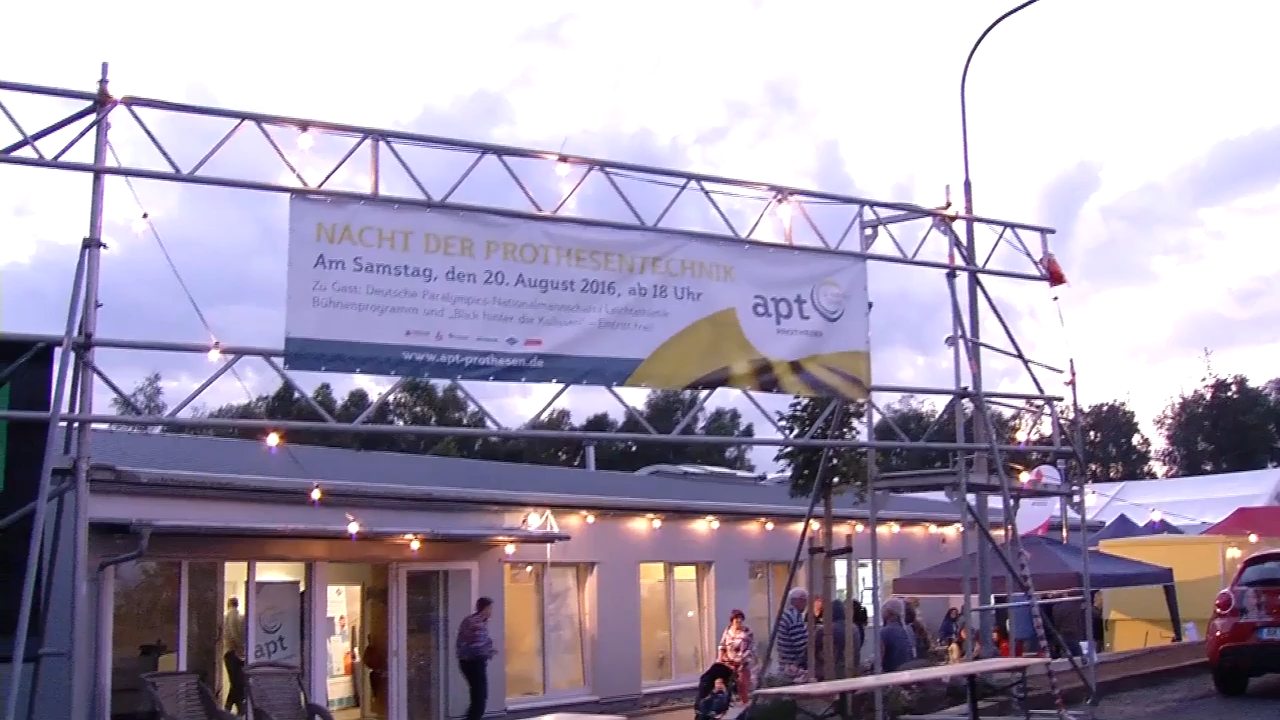 NACHT DER PROTHESENTECHNIK
Am Samstag, den 20. August 2016, ab 18 Uhr
Zu Gast: Deutsche Paralympics-Nationalmannschaft Leichtathletik
Bühnenprogramm und „Blick hinter die Kulissen“ – Eintritt frei!
apt
PROTHESEN
www.apt-prothesen.de
apt